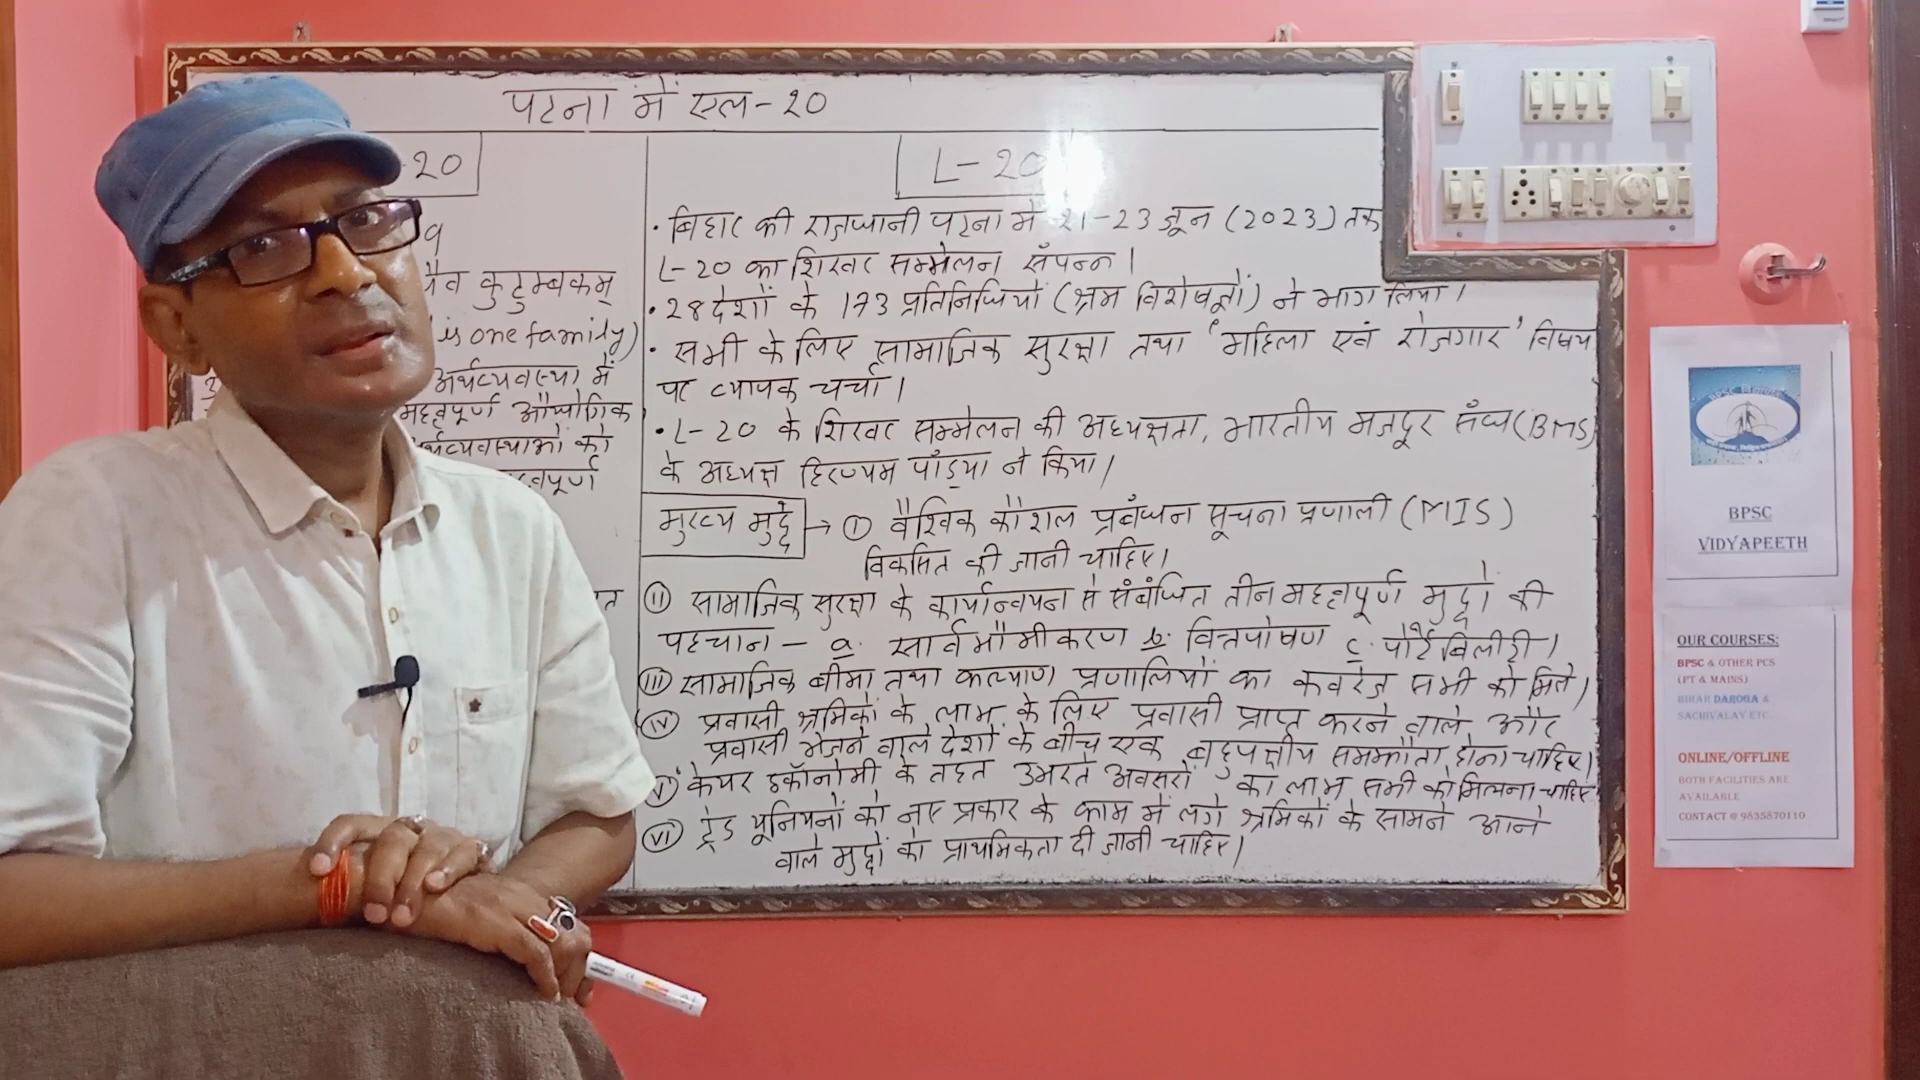 पटना में एल-20
-20
L-20
• बिहार की राजधानी पटना में 21-23 जून (2023) तक
L-20 का शिखर सम्मेलन संपन्न।
• 28 देशों के 173 प्रतिनिधियों (श्रम विशेषज्ञों) ने भाग लिया।
• सभी के लिए सामाजिक सुरक्षा तथा 'महिला एवं रोजगार' विषय
पर व्यापक चर्चा।
• L-20 के शिखर सम्मेलन की अध्यक्षता, भारतीय मजदूर संघ (BMS)
के अध्यक्ष हिरण्यम पांड्या ने किया।
मुख्य मुद्दे → ① वैश्विक कौशल प्रबंधन सूचना प्रणाली (MIS)
विकसित की जानी चाहिए।
II सामाजिक सुरक्षा के कार्यान्वयन से संबंधित तीन महत्वपूर्ण मुद्दों की
पहचान - a. सार्वभौमीकरण b. वित्तपोषण c. पोर्टेबिलीटी।
III सामाजिक बीमा तथा कल्याण प्रणालियों का कवरेज सभी को मिले।
IV प्रवासी श्रमिकों के लाभ के लिए प्रवासी प्राप्त करने वाले और
प्रवासी भेजने वाले देशों के बीच एक बहुपक्षीय समझौता होना चाहिए।
V केयर इकॉनोमी के तहत उभरते अवसरों का लाभ सभी को मिलना चाहिए
VI ट्रेड यूनियनों को नए प्रकार के काम में लगे श्रमिकों के सामने आने
वाले मुद्दों को प्राथमिकता दी जानी चाहिए।
कुटुम्बकम्
is one family)
अर्थव्यवस्था में
महत्वपूर्ण औद्योगिक
र्थव्यवस्थाओं को
BPSC
VIDYAPEETH
OUR COURSES:
BPSC & OTHER PCS
(PT & MAINS)
BIHAR DAROGA &
SACHIVALAY ETC.
ONLINE/OFFLINE
BOTH FACILITIES ARE
AVAILABLE
CONTACT @ 9835870110